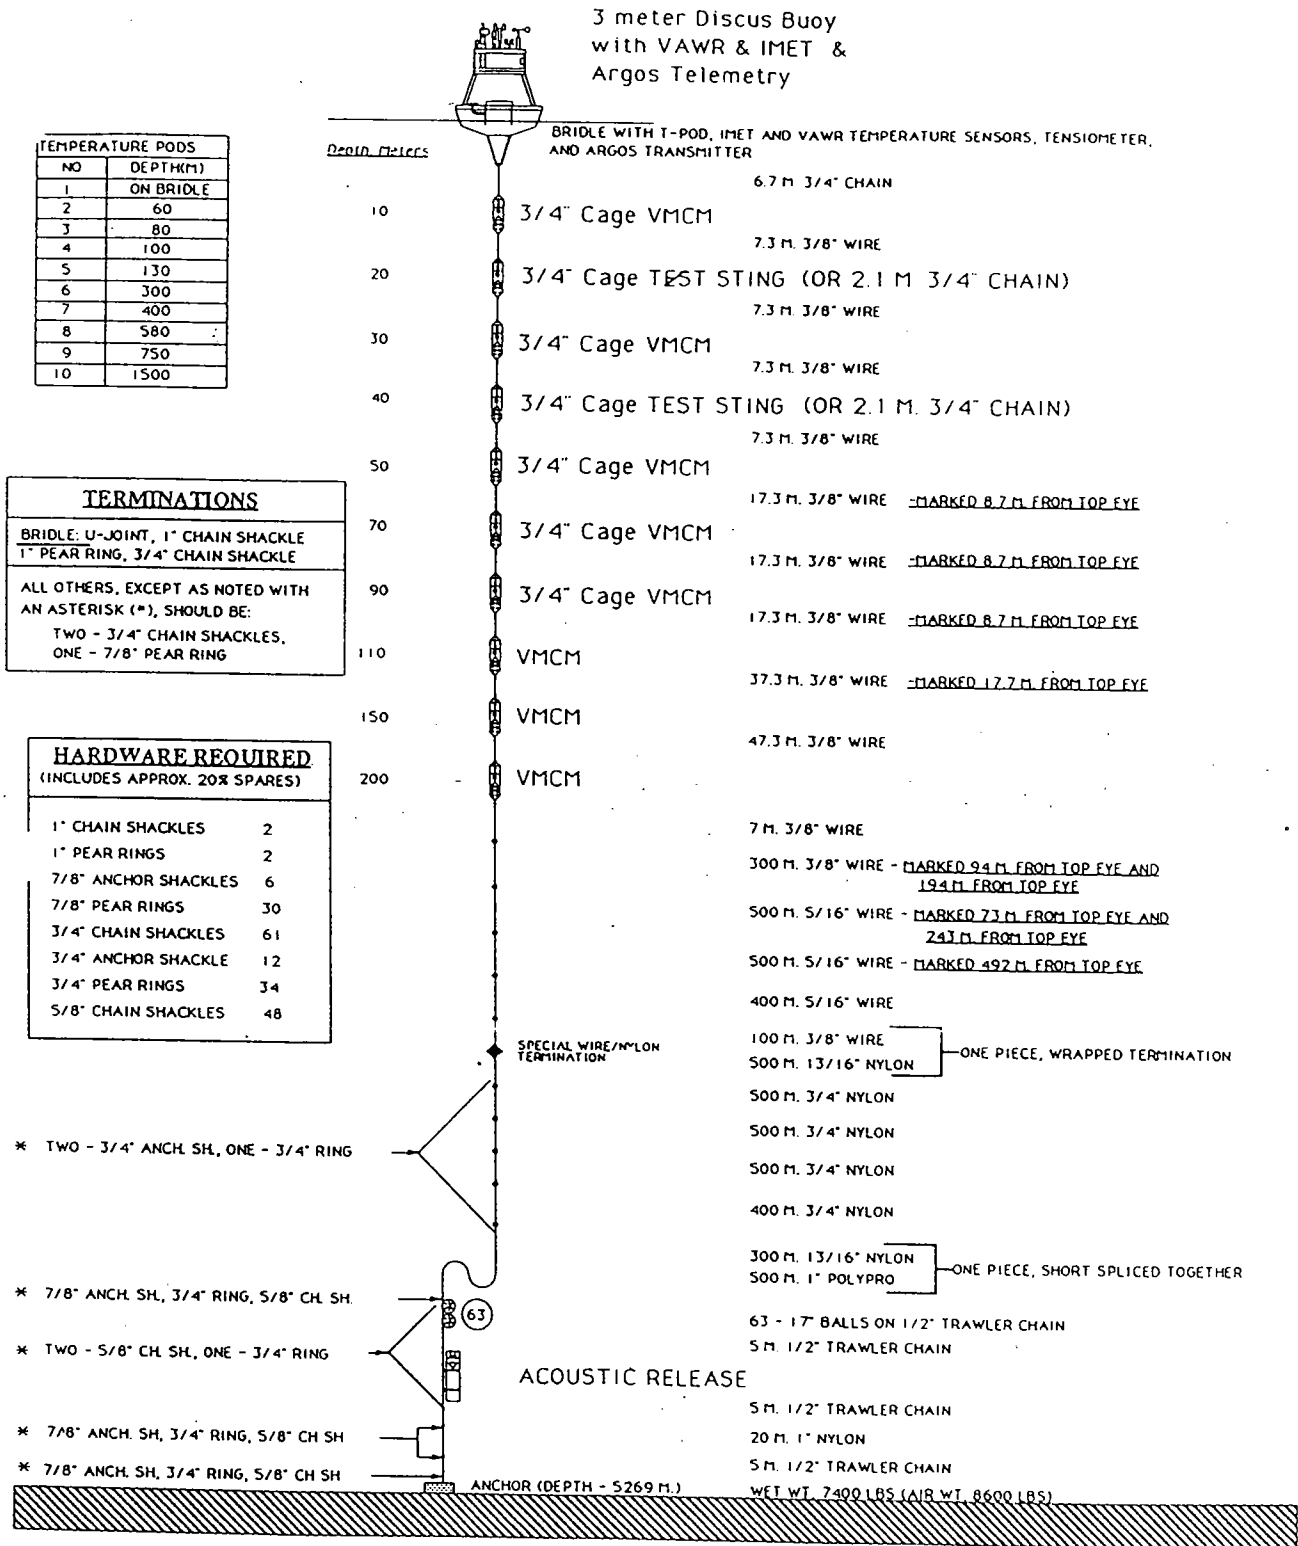 3 meter Discus Buoy
with VAWR & IMET &
Argos Telemetry
BRIDLE WITH T-POD, IMET AND VAWR TEMPERATURE SENSORS, TENSIOMETER,
AND ARGOS TRANSMITTER
TEMPERATURE PODS
NO DEPTH(M)
1 ON BRIDLE
2 60
3 80
4 100
5 130
6 300
7 400
8 580
9 750
10 1500
Depth Meters
6.7 M 3/4" CHAIN
10 3/4" Cage VMCM
7.3 M. 3/8" WIRE
20 3/4" Cage TEST STING (OR 2.1 M 3/4" CHAIN)
7.3 M. 3/8" WIRE
30 3/4" Cage VMCM
7.3 M. 3/8" WIRE
40 3/4" Cage TEST STING (OR 2.1 M. 3/4" CHAIN)
7.3 M. 3/8" WIRE
50 3/4" Cage VMCM
17.3 M. 3/8" WIRE -MARKED 8.7 M. FROM TOP EYE
70 3/4" Cage VMCM
17.3 M. 3/8" WIRE -MARKED 8.7 M. FROM TOP EYE
90 3/4" Cage VMCM
17.3 M. 3/8" WIRE -MARKED 8.7 M. FROM TOP EYE
110 VMCM
37.3 M. 3/8" WIRE -MARKED 17.7 M. FROM TOP EYE
150 VMCM
47.3 M. 3/8" WIRE
200 VMCM
TERMINATIONS
BRIDLE: U-JOINT, 1" CHAIN SHACKLE
1" PEAR RING, 3/4" CHAIN SHACKLE
ALL OTHERS, EXCEPT AS NOTED WITH
AN ASTERISK (*), SHOULD BE:
TWO - 3/4" CHAIN SHACKLES,
ONE - 7/8" PEAR RING
HARDWARE REQUIRED
(INCLUDES APPROX. 20% SPARES)
1" CHAIN SHACKLES 2
1" PEAR RINGS 2
7/8" ANCHOR SHACKLES 6
7/8" PEAR RINGS 30
3/4" CHAIN SHACKLES 61
3/4" ANCHOR SHACKLE 12
3/4" PEAR RINGS 34
5/8" CHAIN SHACKLES 48
7 M. 3/8" WIRE
300 M. 3/8" WIRE - MARKED 94 M. FROM TOP EYE AND
194 M. FROM TOP EYE
500 M. 5/16" WIRE - MARKED 73 M. FROM TOP EYE AND
243 M. FROM TOP EYE
500 M. 5/16" WIRE - MARKED 492 M. FROM TOP EYE
400 M. 5/16" WIRE
SPECIAL WIRE/NYLON
TERMINATION
100 M. 3/8" WIRE
500 M. 13/16" NYLON
ONE PIECE, WRAPPED TERMINATION
500 M. 3/4" NYLON
500 M. 3/4" NYLON
500 M. 3/4" NYLON
400 M. 3/4" NYLON
* TWO - 3/4" ANCH. SH., ONE - 3/4" RING
300 M. 13/16" NYLON
500 M. 1" POLYPRO
ONE PIECE, SHORT SPLICED TOGETHER
* 7/8" ANCH. SH., 3/4" RING, 5/8" CH. SH.
63
63 - 17" BALLS ON 1/2" TRAWLER CHAIN
5 M. 1/2" TRAWLER CHAIN
* TWO - 5/8" CH. SH., ONE - 3/4" RING
ACOUSTIC RELEASE
5 M. 1/2" TRAWLER CHAIN
* 7/8" ANCH. SH, 3/4" RING, 5/8" CH SH
20 M. 1" NYLON
5 M. 1/2" TRAWLER CHAIN
* 7/8" ANCH. SH, 3/4" RING, 5/8" CH SH
ANCHOR (DEPTH - 5269 M.)
WET WT. 7400 LBS (AIR WT. 8600 LBS)